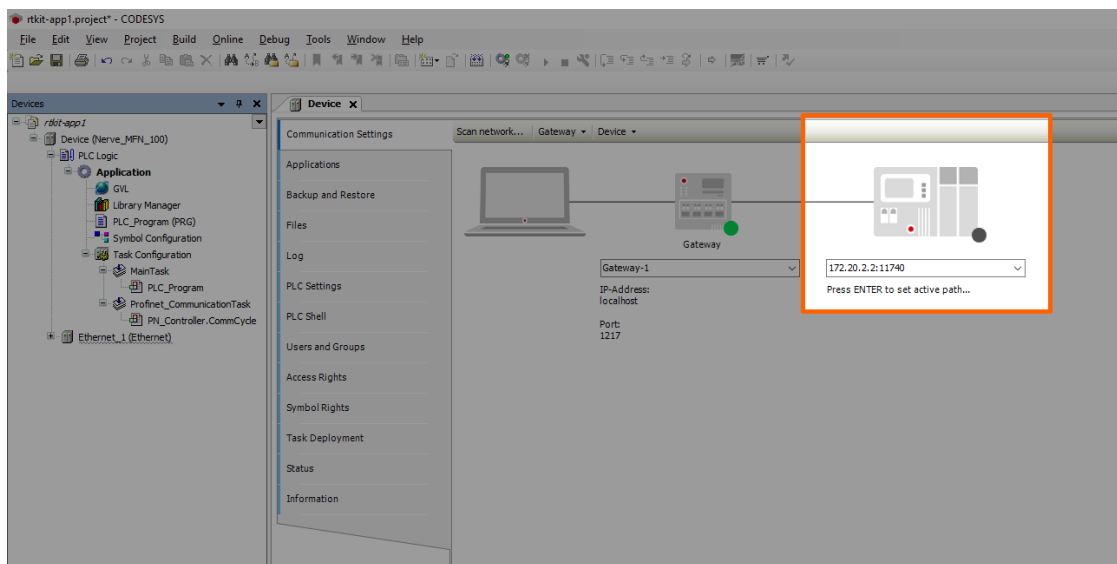 rtkit-app1.project* - CODESYS
File Edit View Project Build Online Debug Tools Window Help
Devices
rtkit-app1
Device (Nerve_MFN_100)
PLC Logic
Application
GVL
Library Manager
PLC_Program (PRG)
Symbol Configuration
Task Configuration
MainTask
PLC_Program
Profinet_CommunicationTask
PN_Controller.CommCycle
Ethernet_1 (Ethernet)
Device
Communication Settings
Applications
Backup and Restore
Files
Log
PLC Settings
PLC Shell
Users and Groups
Access Rights
Symbol Rights
Task Deployment
Status
Information
Scan network... Gateway Device
Gateway
Gateway-1
IP-Address:
localhost
Port:
1217
172.20.2.2:11740
Press ENTER to set active path...